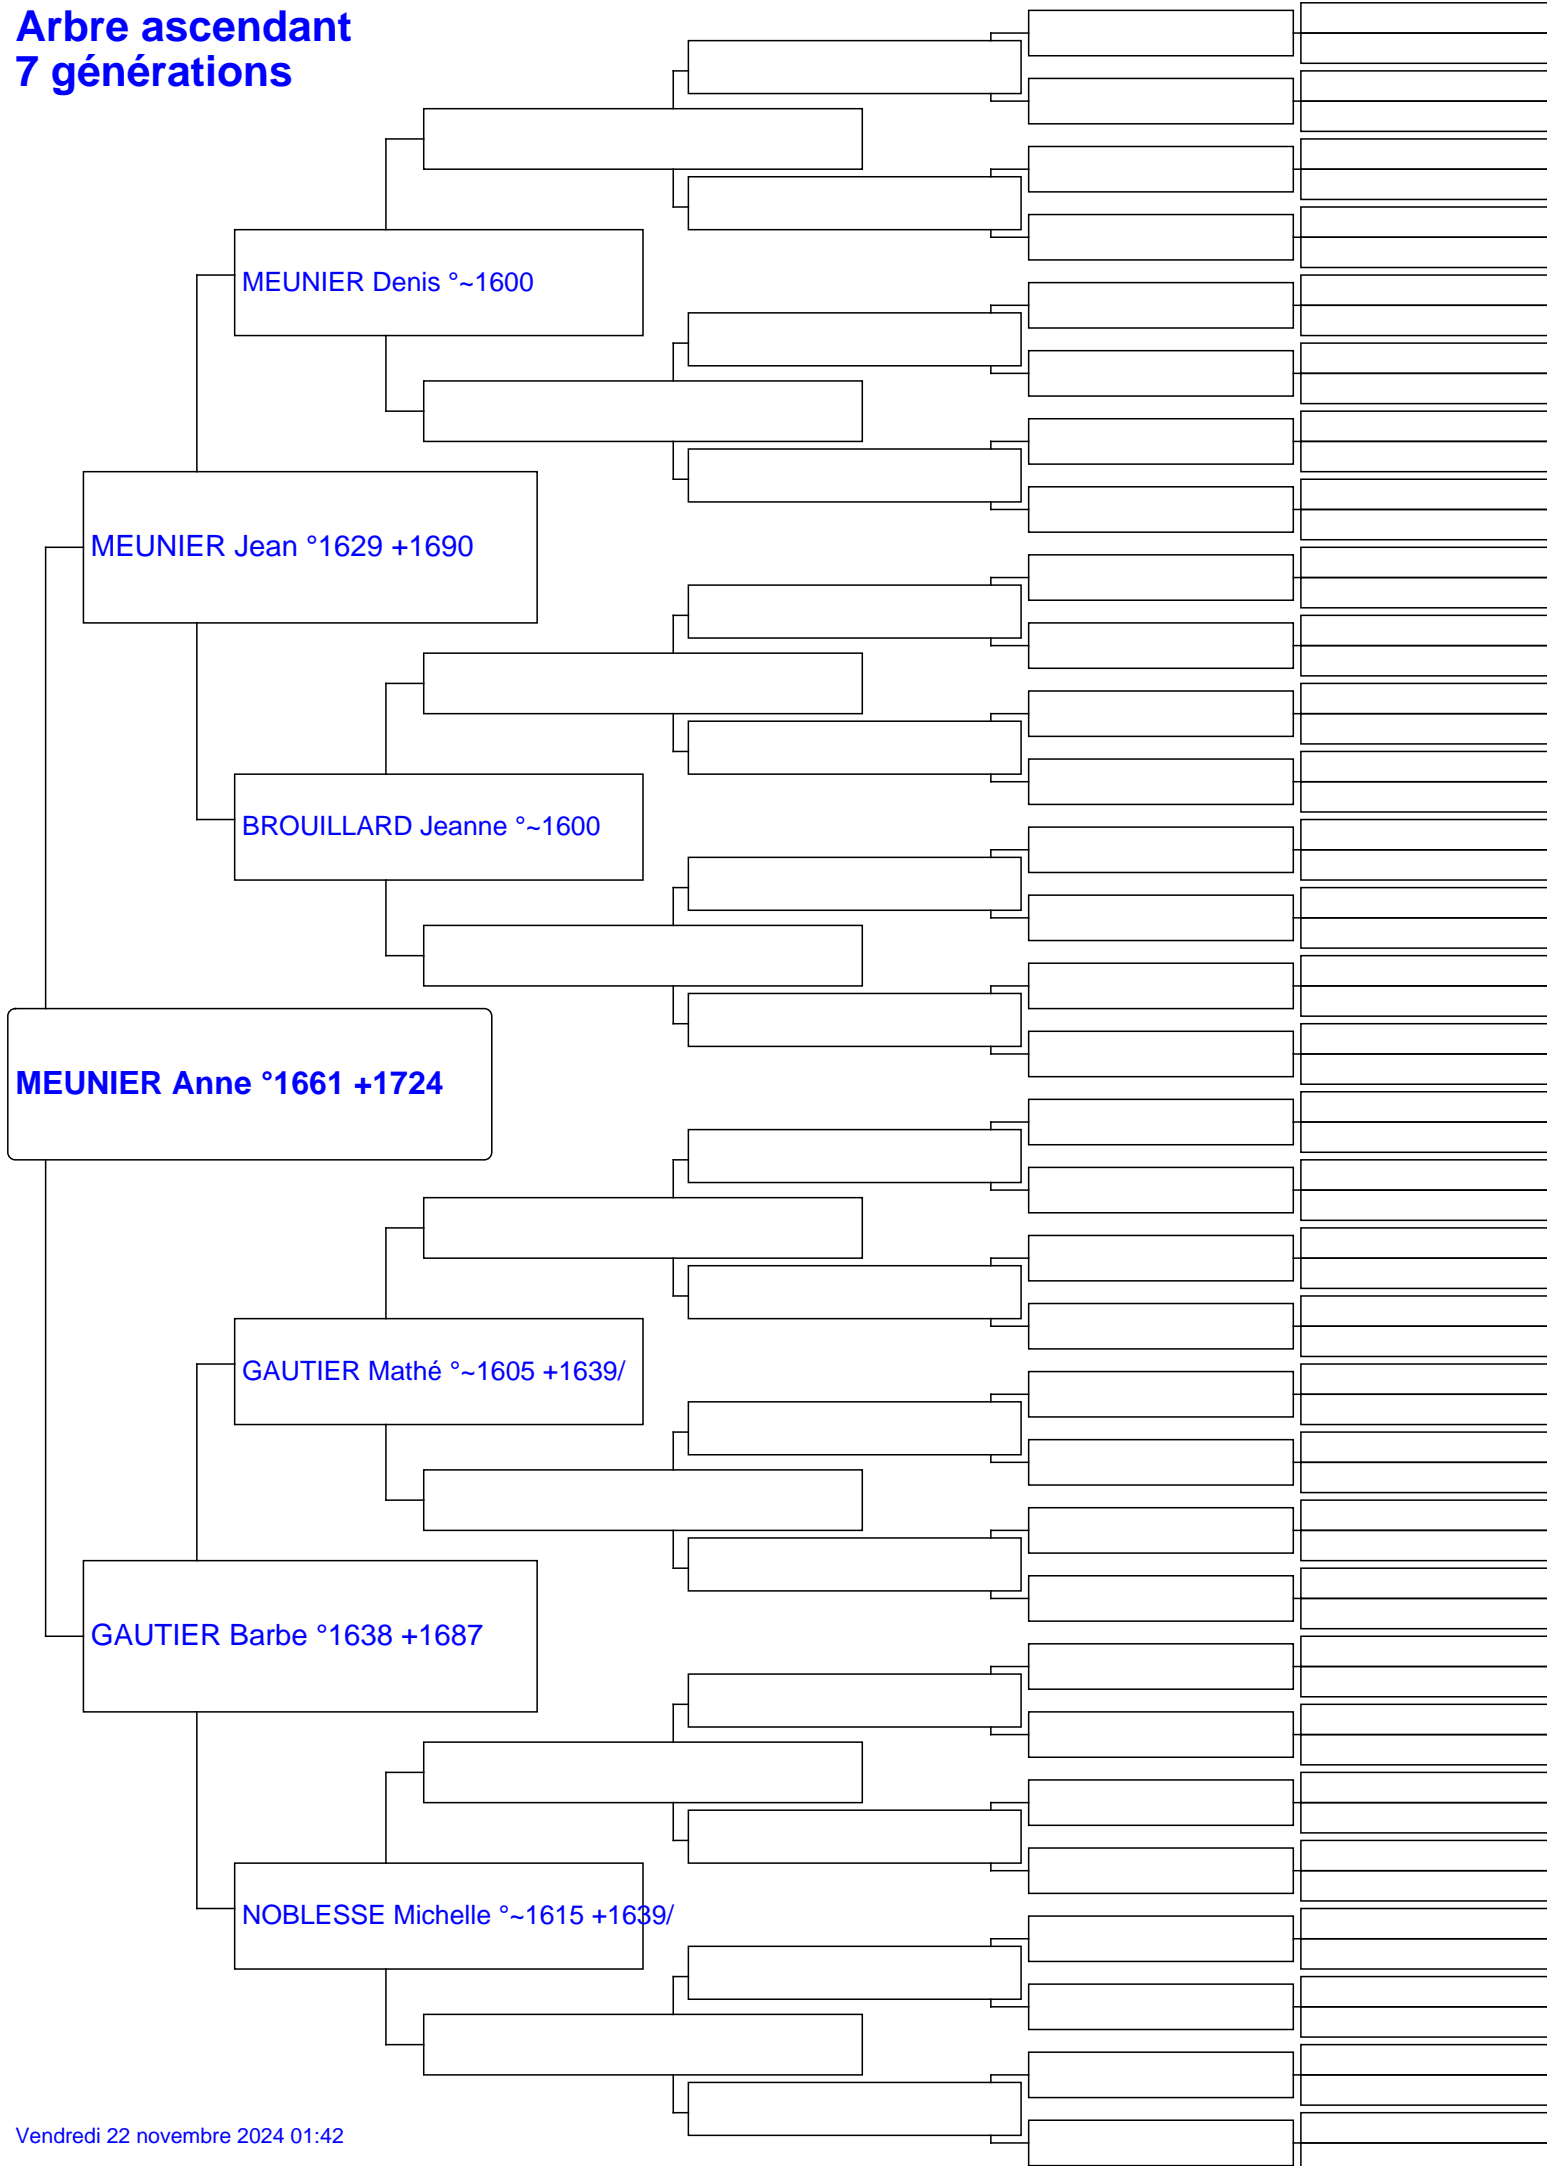 Arbre ascendant
7 générations
MEUNIER Denis °~1600
MEUNIER Jean °1629 +1690
BROUILLARD Jeanne °~1600
MEUNIER Anne °1661 +1724
GAUTIER Mathé °~1605 +1639/
GAUTIER Barbe °1638 +1687
NOBLESSE Michelle °~1615 +1639/
Vendredi 22 novembre 2024 01:42